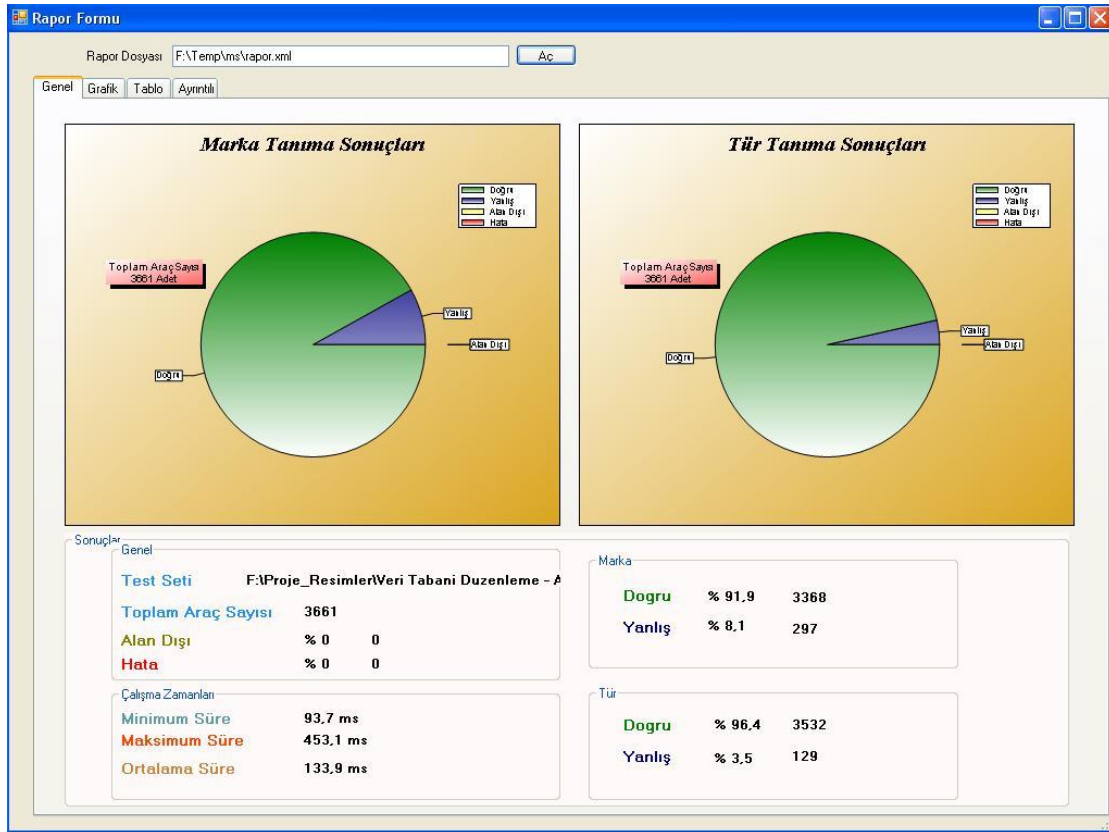 Rapor Formu
Rapor Dosyası F:\Temp\ms\rapor.xml Aç
Genel Grafik Tablo Ayrıntılı
Marka Tanıma Sonuçları
Doğru
Yanlış
Alan Dışı
Hata
Toplam Araç Sayısı
3661 Adet
Yanlış
Alan Dışı
Doğru
Tür Tanıma Sonuçları
Doğru
Yanlış
Alan Dışı
Hata
Toplam Araç Sayısı
3661 Adet
Yanlış
Alan Dışı
Doğru
Sonuçlar
Genel
Test Seti F:\Proje_Resimler\Veri Tabani Duzenleme - A
Toplam Araç Sayısı 3661
Alan Dışı % 0 0
Hata % 0 0
Çalışma Zamanları
Minimum Süre 93,7 ms
Maksimum Süre 453,1 ms
Ortalama Süre 133,9 ms
Marka
Dogru % 91,9 3368
Yanlış % 8,1 297
Tür
Dogru % 96,4 3532
Yanlış % 3,5 129